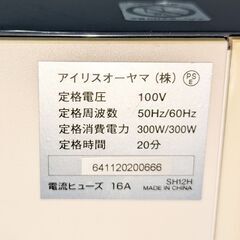 アイリスオーヤマ（株） PSE
定格電圧 100V
定格周波数 50Hz/60Hz
定格消費電力 300W/300W
定格時間 20分
641120200666
電流ヒューズ 16A SH12H
MADE IN CHINA